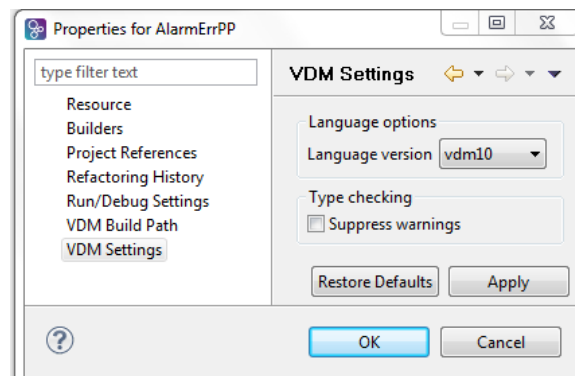 Properties for AlarmErrPP
type filter text
Resource
Builders
Project References
Refactoring History
Run/Debug Settings
VDM Build Path
VDM Settings
VDM Settings
Language options
Language version vdm10
Type checking
Suppress warnings
Restore Defaults Apply
?
OK Cancel